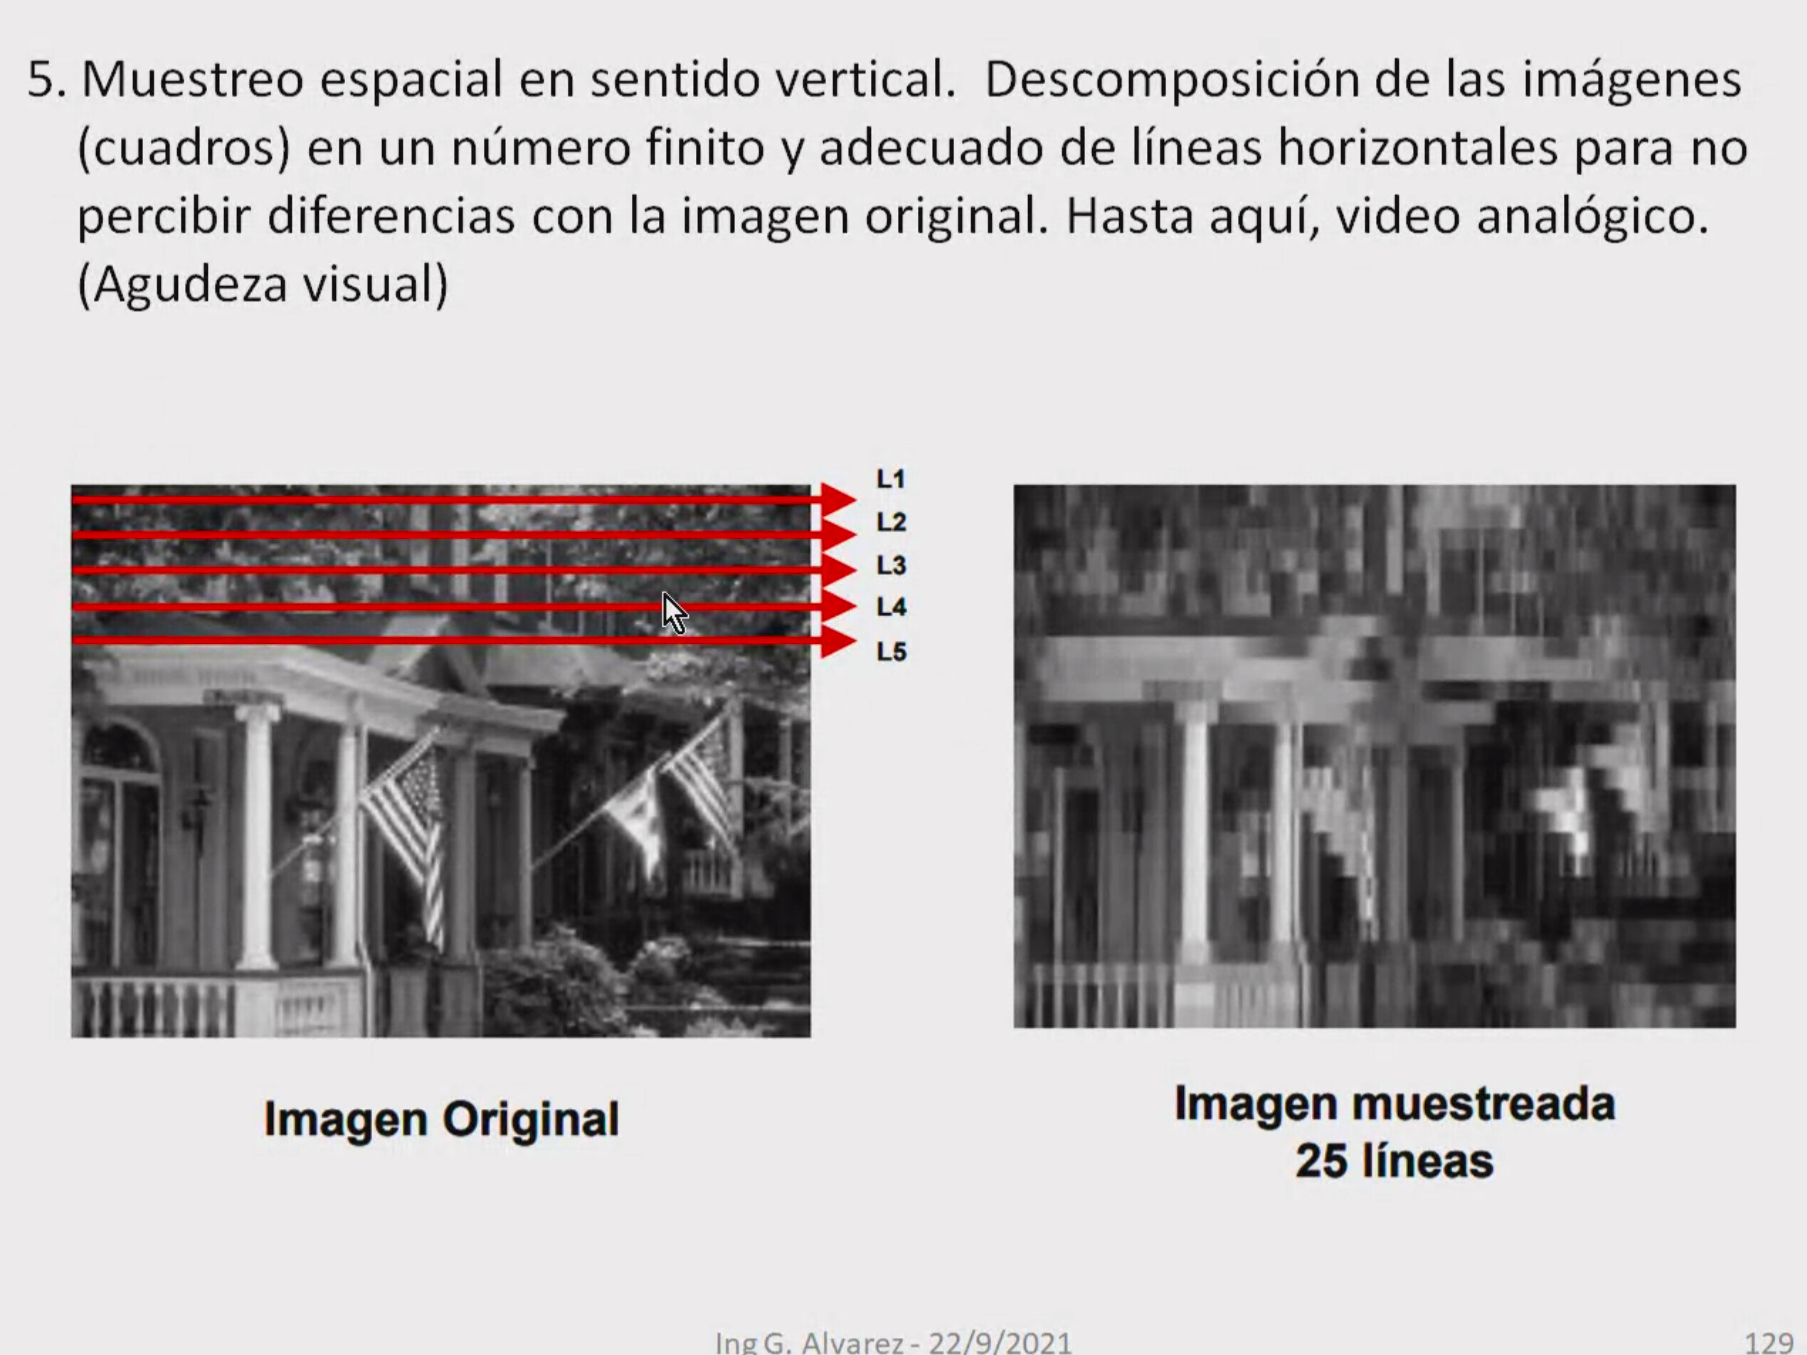 5. Muestreo espacial en sentido vertical. Descomposición de las imágenes
(cuadros) en un número finito y adecuado de líneas horizontales para no
percibir diferencias con la imagen original. Hasta aquí, video analógico.
(Agudeza visual)
L1
L2
L3
L4
L5
Imagen Original
Imagen muestreada
25 líneas
Ing G. Alvarez - 22/9/2021
129